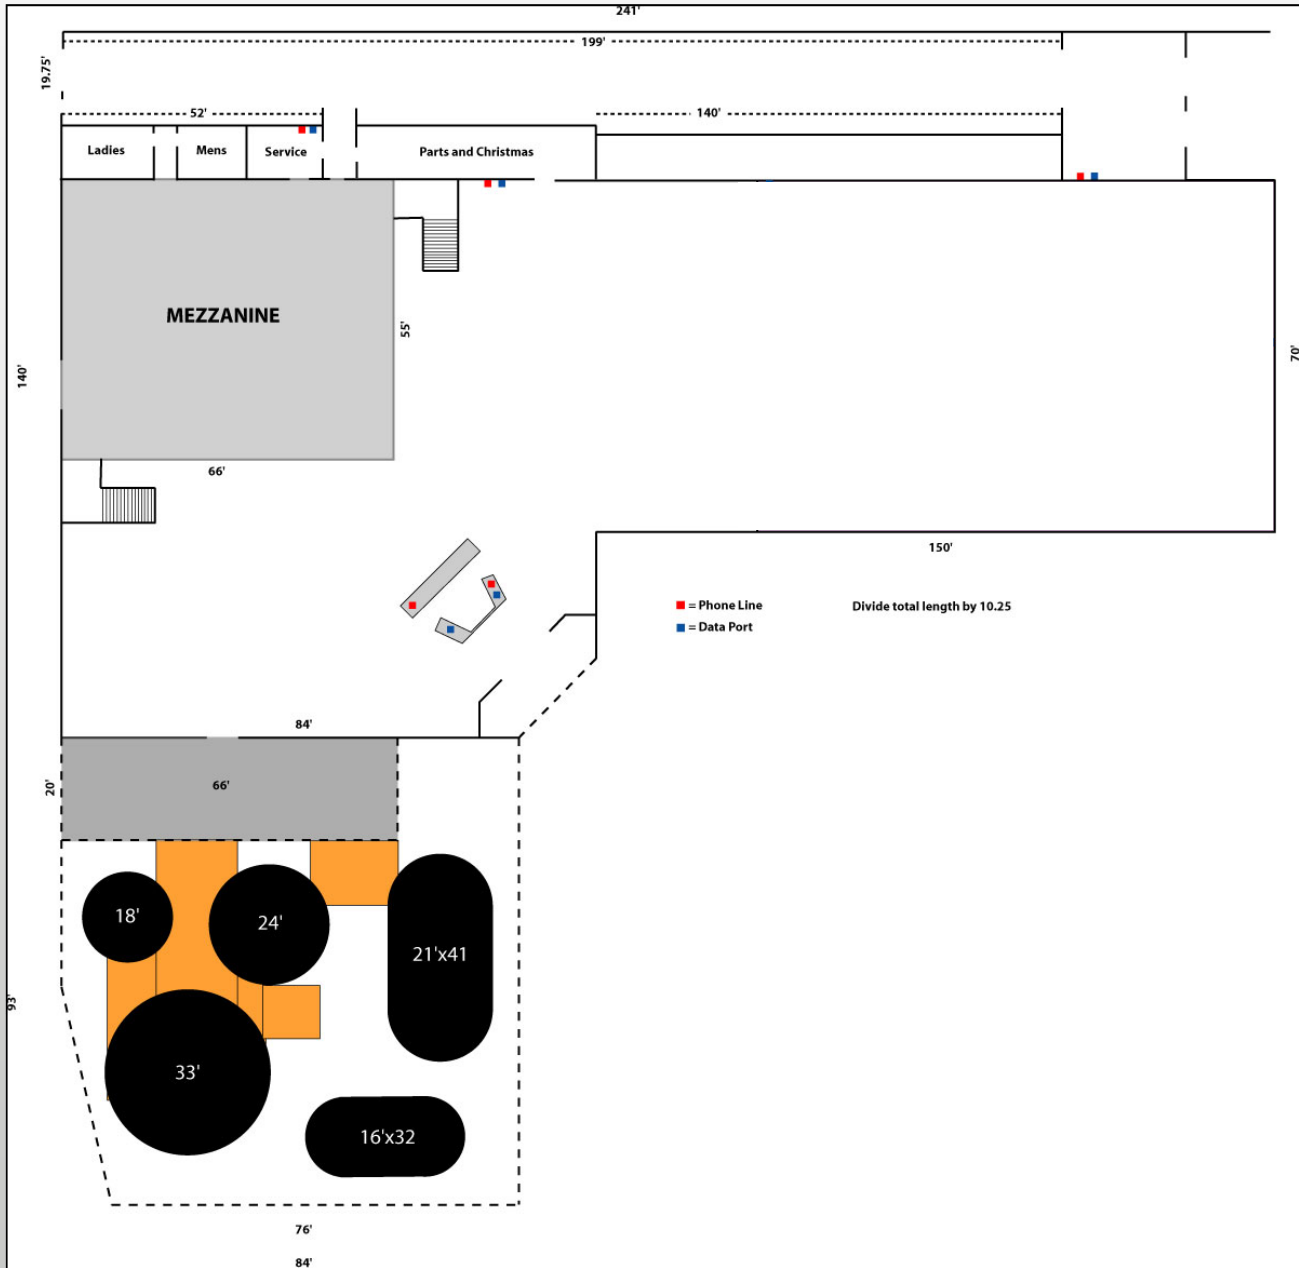 241'
199'
19.75'
52'
140'
Ladies
Mens
Service
Parts and Christmas
MEZZANINE
55'
70'
140'
66'
150'
= Phone Line
Divide total length by 10.25
= Data Port
84'
66'
20'
18'
24'
21'x41
93'
33'
16'x32
76'
84'